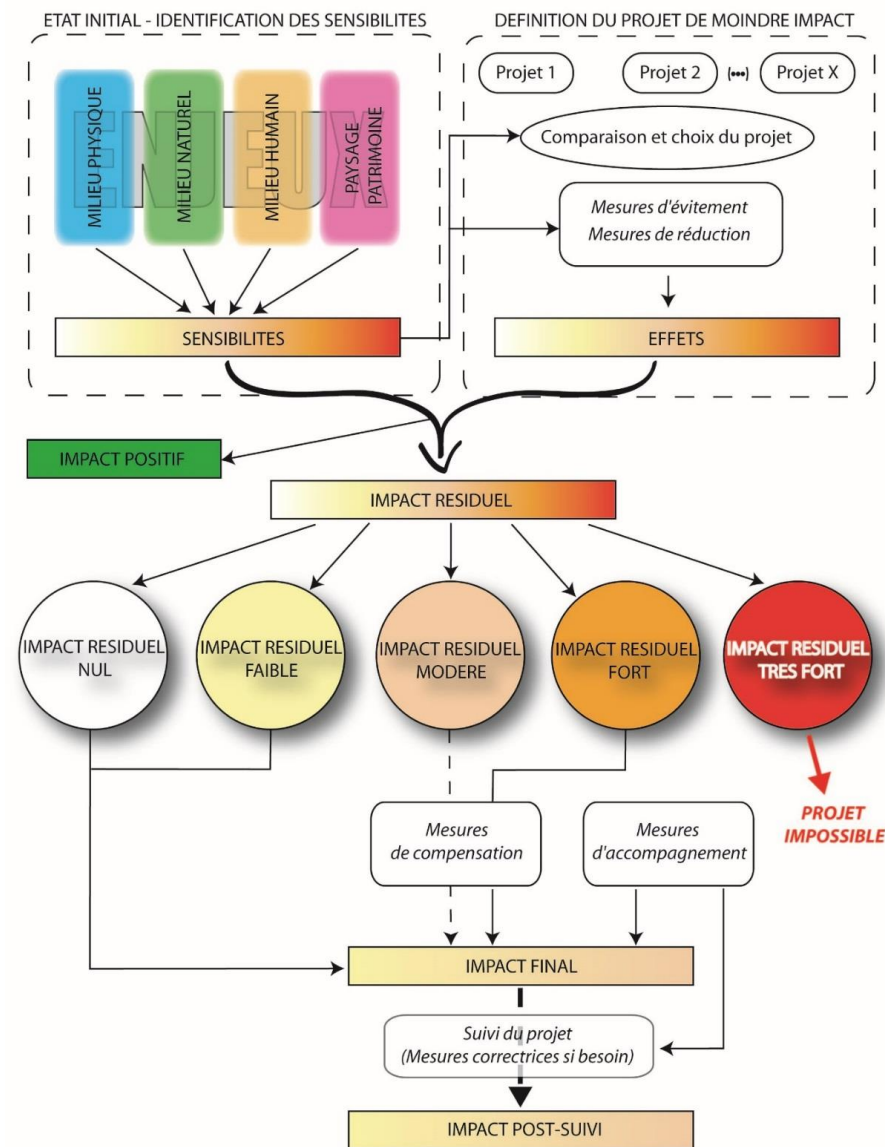 ETAT INITIAL - IDENTIFICATION DES SENSIBILITES
DEFINITION DU PROJET DE MOINDRE IMPACT
ENJEUX
MILIEU PHYSIQUE
MILIEU NATUREL
MILIEU HUMAIN
PAYSAGE
PATRIMOINE
SENSIBILITES
Projet 1
Projet 2
(•••)
Projet X
Comparaison et choix du projet
Mesures d'évitement
Mesures de réduction
EFFETS
IMPACT POSITIF
IMPACT RESIDUEL
IMPACT RESIDUEL
NUL
IMPACT RESIDUEL
FAIBLE
IMPACT RESIDUEL
MODERE
IMPACT RESIDUEL
FORT
IMPACT RESIDUEL
TRES FORT
PROJET
IMPOSSIBLE
Mesures
de compensation
Mesures
d'accompagnement
IMPACT FINAL
Suivi du projet
(Mesures correctrices si besoin)
IMPACT POST-SUIVI